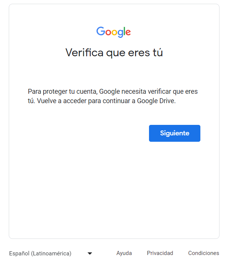 Google
Verifica que eres tú
Para proteger tu cuenta, Google necesita verificar que eres
tú. Vuelve a acceder para continuar a Google Drive.
Siguiente
Español (Latinoamérica) Ayuda Privacidad Condiciones